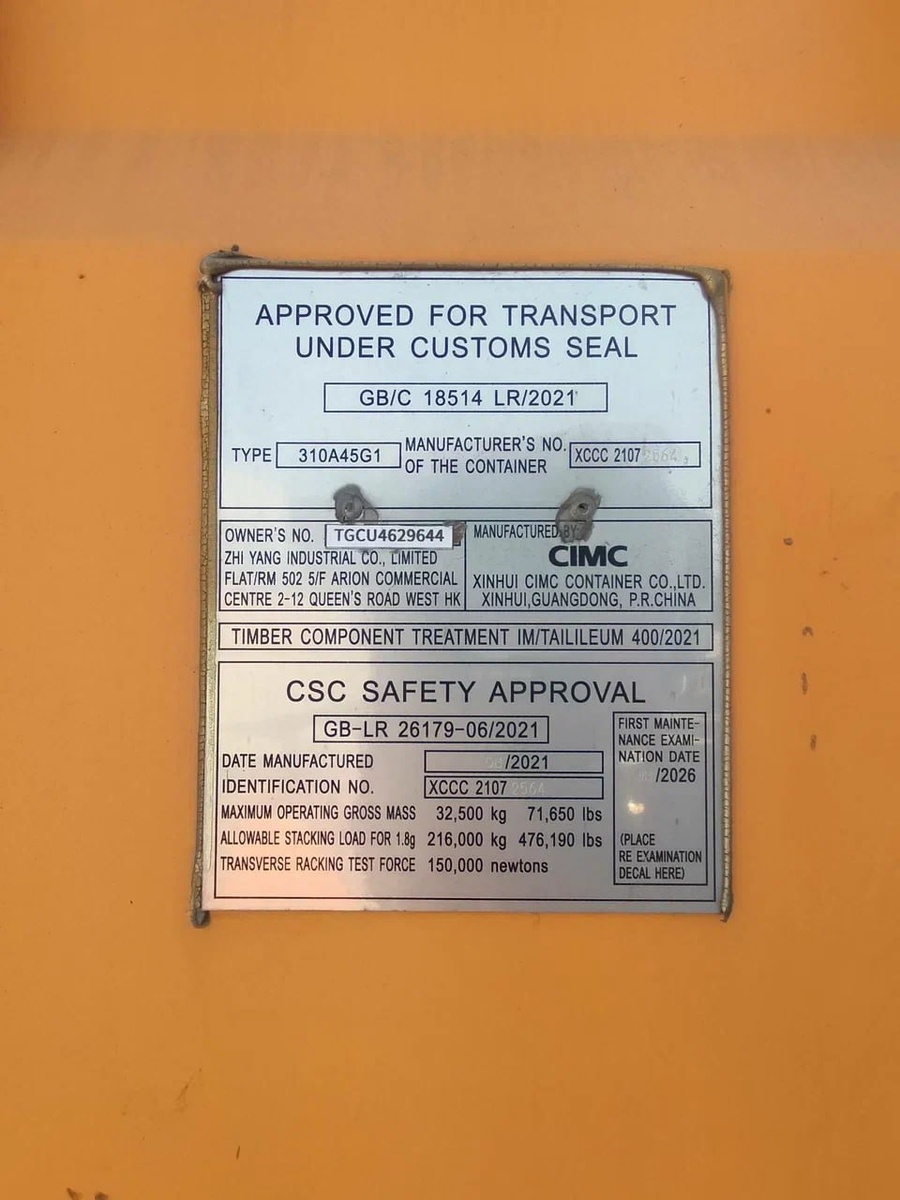 APPROVED FOR TRANSPORT
UNDER CUSTOMS SEAL
GB/C 18514 LR/2021
TYPE 310A45G1 MANUFACTURER'S NO. OF THE CONTAINER XCCC 2107
OWNER'S NO. TGCU4629644
ZHI YANG INDUSTRIAL CO., LIMITED
FLAT/RM 502 5/F ARION COMMERCIAL
CENTRE 2-12 QUEEN'S ROAD WEST HK
MANUFACTURED BY:
CIMC
XINHUI CIMC CONTAINER CO.,LTD.
XINHUI,GUANGDONG, P.R.CHINA
TIMBER COMPONENT TREATMENT IM/TAILILEUM 400/2021
CSC SAFETY APPROVAL
GB-LR 26179-06/2021
DATE MANUFACTURED /2021
IDENTIFICATION NO. XCCC 2107
MAXIMUM OPERATING GROSS MASS 32,500 kg 71,650 lbs
ALLOWABLE STACKING LOAD FOR 1.8g 216,000 kg 476,190 lbs
TRANSVERSE RACKING TEST FORCE 150,000 newtons
FIRST MAINTE-
NANCE EXAMI-
NATION DATE
/2026
(PLACE
RE EXAMINATION
DECAL HERE)